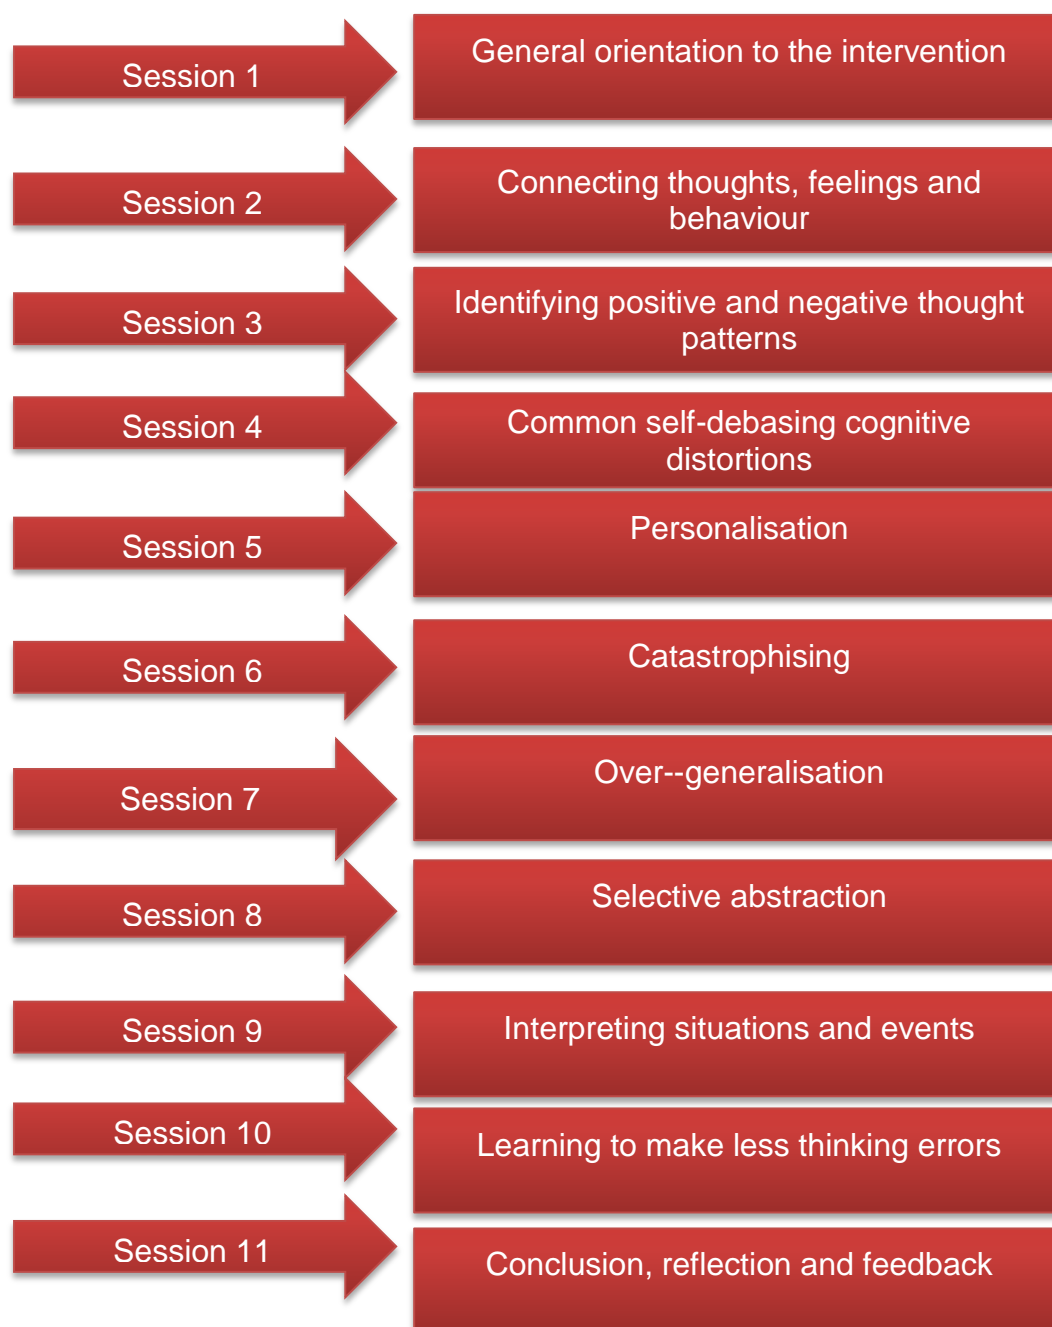 Session 1
General orientation to the intervention
Session 2
Connecting thoughts, feelings and
behaviour
Session 3
Identifying positive and negative thought
patterns
Session 4
Common self-debasing cognitive
distortions
Session 5
Personalisation
Session 6
Catastrophising
Session 7
Over--generalisation
Session 8
Selective abstraction
Session 9
Interpreting situations and events
Session 10
Learning to make less thinking errors
Session 11
Conclusion, reflection and feedback